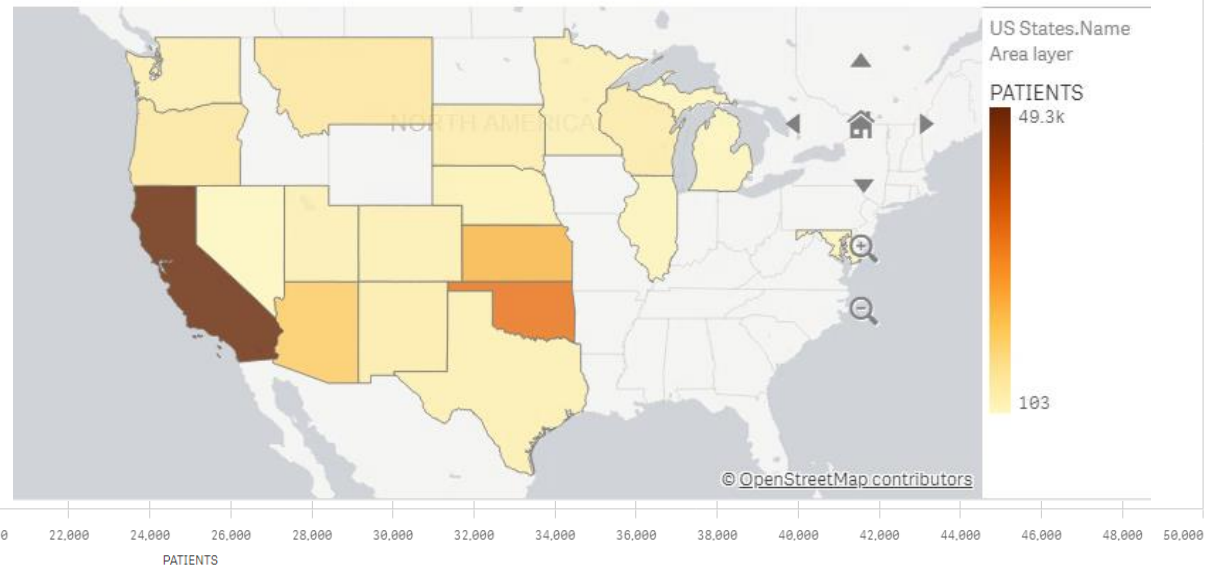 US States.Name
Area layer
PATIENTS
49.3k
NORTH AMERICA
103
© OpenStreetMap contributors
0 22,000 24,000 26,000 28,000 30,000 32,000 34,000 36,000 38,000 40,000 42,000 44,000 46,000 48,000 50,000
PATIENTS